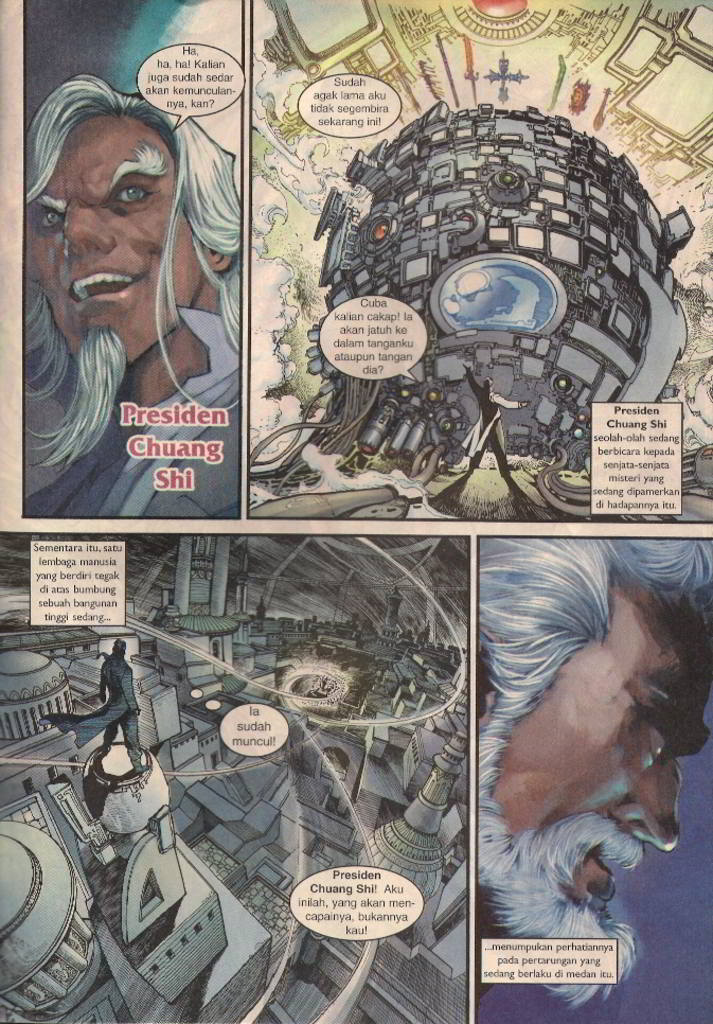 Ha,
ha, ha! Kalian
juga sudah sedar
akan kemunculan-
nya, kan?
Presiden
Chuang
Shi
Sudah
agak lama aku
tidak segembira
sekarang ini!
Cuba
kalian cakap! Ia
akan jatuh ke
dalam tanganku
ataupun tangan
dia?
Presiden
Chuang Shi
seolah-olah sedang
berbicara kepada
senjata-senjata
misteri yang
sedang dipamerkan
di hadapannya itu.
Sementara itu, satu
lembaga manusia
yang berdiri tegak
di atas bumbung
sebuah bangunan
tinggi sedang...
Ia
sudah
muncul!
Presiden
Chuang Shi! Aku
inilah, yang akan men-
capainya, bukannya
kau!
...menumpukan perhatiannya
pada pertarungan yang
sedang berlaku di medan itu.